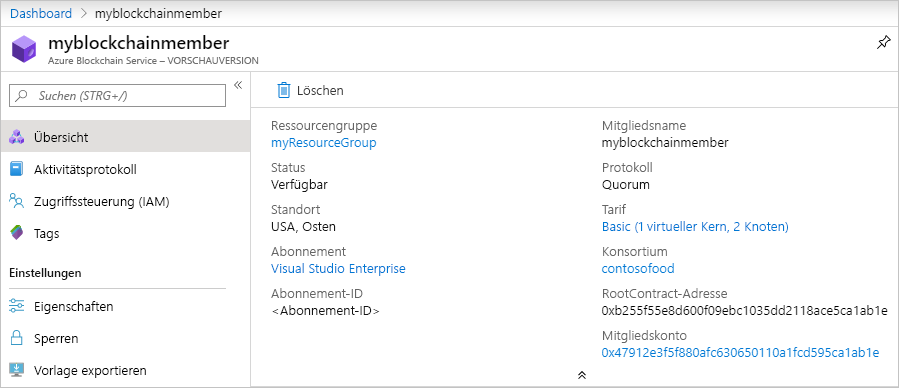 Dashboard > myblockchainmember
myblockchainmember
Azure Blockchain Service – VORSCHAUVERSION
Suchen (STRG+/)
«
Übersicht
Aktivitätsprotokoll
Zugriffssteuerung (IAM)
Tags
Einstellungen
Eigenschaften
Sperren
Vorlage exportieren
Löschen
Ressourcengruppe
myResourceGroup
Status
Verfügbar
Standort
USA, Osten
Abonnement
Visual Studio Enterprise
Abonnement-ID
<Abonnement-ID>
Mitgliedsname
myblockchainmember
Protokoll
Quorum
Tarif
Basic (1 virtueller Kern, 2 Knoten)
Konsortium
contosofood
RootContract-Adresse
0xb255f55e8d600f09ebc1035dd2118ace5ca1ab1e
Mitgliedskonto
0x47912e3f5f880afc630650110a1fcd595ca1ab1e